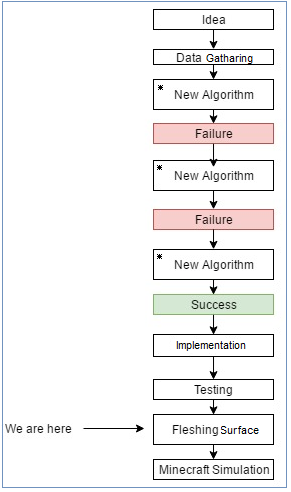 Idea
Data Gatharing
* New Algorithm
Failure
* New Algorithm
Failure
* New Algorithm
Success
Implementation
Testing
We are here Fleshing Surface
Minecraft Simulation